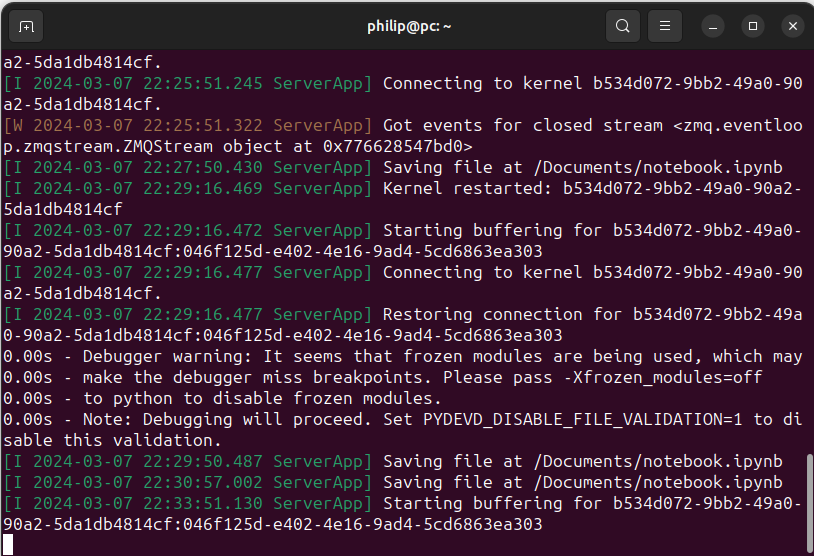 philip@pc: ~
a2-5da1db4814cf.
[I 2024-03-07 22:25:51.245 ServerApp] Connecting to kernel b534d072-9bb2-49a0-90
a2-5da1db4814cf.
[W 2024-03-07 22:25:51.322 ServerApp] Got events for closed stream <zmq.eventloo
p.zmqstream.ZMQStream object at 0x776628547bd0>
[I 2024-03-07 22:27:50.430 ServerApp] Saving file at /Documents/notebook.ipynb
[I 2024-03-07 22:29:16.469 ServerApp] Kernel restarted: b534d072-9bb2-49a0-90a2-
5da1db4814cf
[I 2024-03-07 22:29:16.472 ServerApp] Starting buffering for b534d072-9bb2-49a0-
90a2-5da1db4814cf:046f125d-e402-4e16-9ad4-5cd6863ea303
[I 2024-03-07 22:29:16.477 ServerApp] Connecting to kernel b534d072-9bb2-49a0-90
a2-5da1db4814cf.
[I 2024-03-07 22:29:16.477 ServerApp] Restoring connection for b534d072-9bb2-49a
0-90a2-5da1db4814cf:046f125d-e402-4e16-9ad4-5cd6863ea303
0.00s - Debugger warning: It seems that frozen modules are being used, which may
0.00s - make the debugger miss breakpoints. Please pass -Xfrozen_modules=off
0.00s - to python to disable frozen modules.
0.00s - Note: Debugging will proceed. Set PYDEVD_DISABLE_FILE_VALIDATION=1 to di
sable this validation.
[I 2024-03-07 22:29:50.487 ServerApp] Saving file at /Documents/notebook.ipynb
[I 2024-03-07 22:30:57.002 ServerApp] Saving file at /Documents/notebook.ipynb
[I 2024-03-07 22:33:51.130 ServerApp] Starting buffering for b534d072-9bb2-49a0-
90a2-5da1db4814cf:046f125d-e402-4e16-9ad4-5cd6863ea303